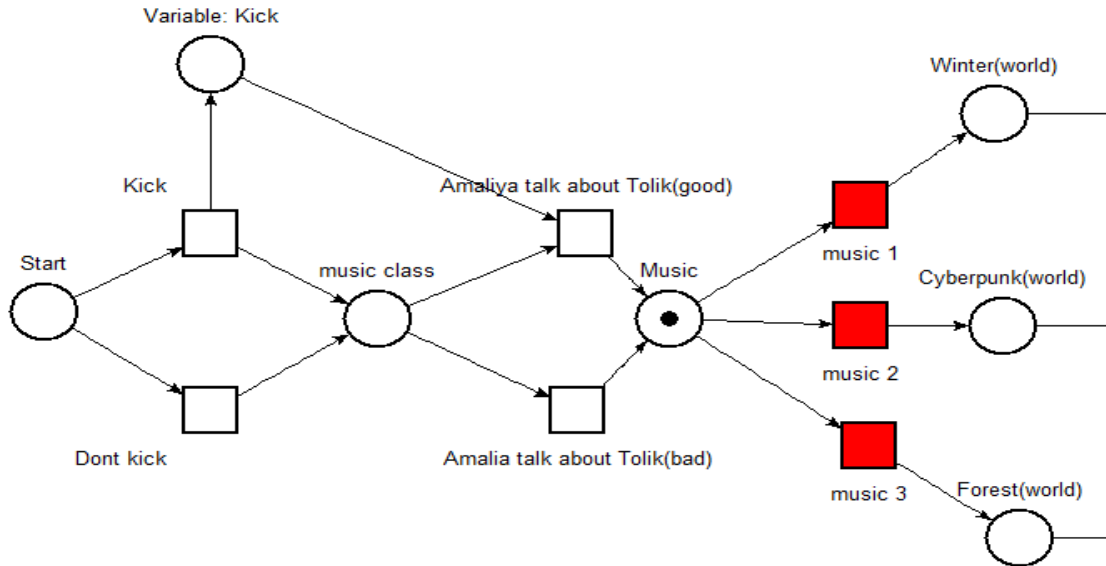 Variable: Kick
Winter(world)
Kick
Amaliya talk about Tolik(good)
music 1
Start
music class
Music
Cyberpunk(world)
music 2
Dont kick
Amalia talk about Tolik(bad)
music 3
Forest(world)